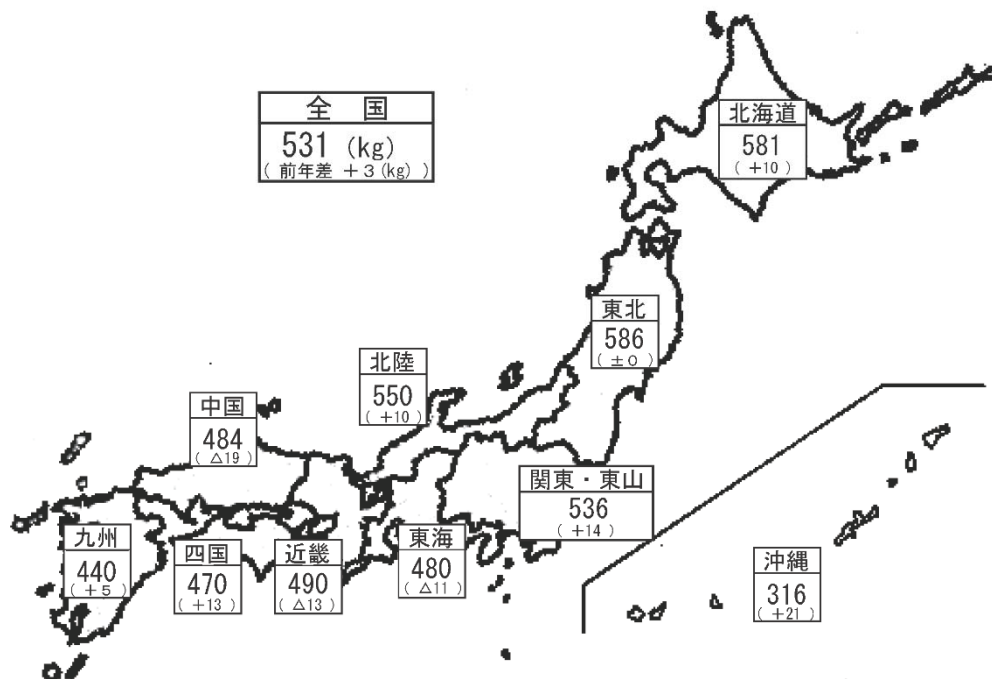 全　国
531 (kg)
( 前年差 +3 (kg) )
北海道
581
( +10 )
東北
586
( ±0 )
北陸
550
( +10 )
中国
484
( △19 )
関東・東山
536
( +14 )
九州
440
( +5 )
四国
470
( +13 )
近畿
490
( △13 )
東海
480
( △11 )
沖縄
316
( +21 )